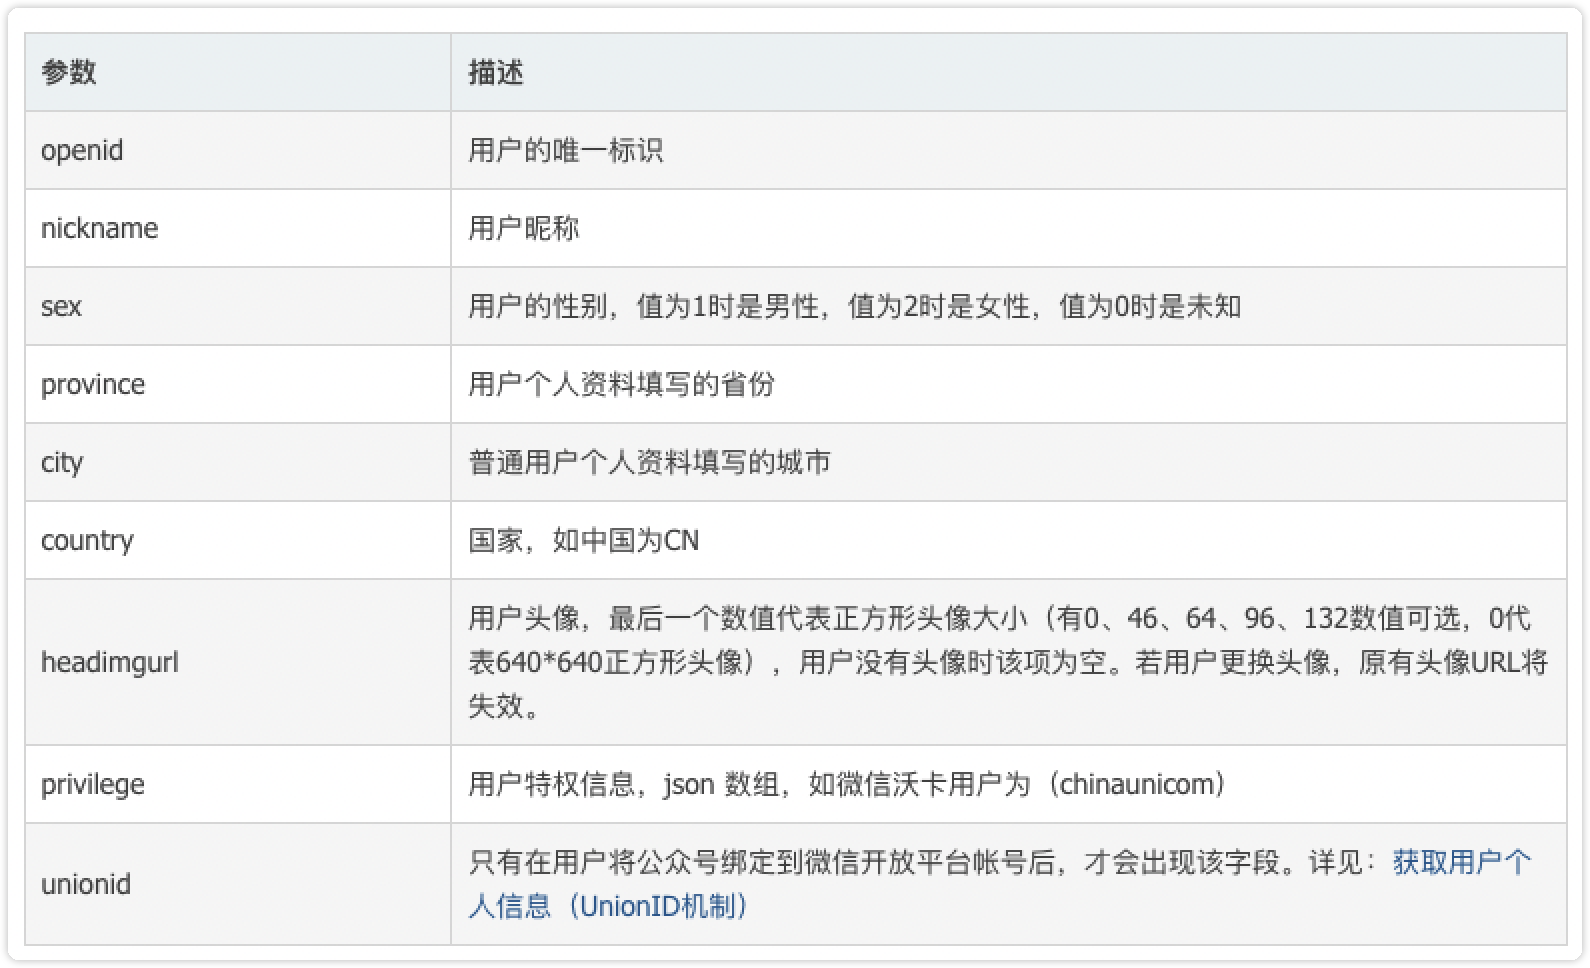 参数 描述
openid 用户的唯一标识
nickname 用户昵称
sex 用户的性别，值为1时是男性，值为2时是女性，值为0时是未知
province 用户个人资料填写的省份
city 普通用户个人资料填写的城市
country 国家，如中国为CN
headimgurl 用户头像，最后一个数值代表正方形头像大小（有0、46、64、96、132数值可选，0代
表640*640正方形头像），用户没有头像时该项为空。若用户更换头像，原有头像URL将
失效。
privilege 用户特权信息，json 数组，如微信沃卡用户为（chinaunicom）
unionid 只有在用户将公众号绑定到微信开放平台帐号后，才会出现该字段。详见：获取用户个
人信息（UnionID机制）